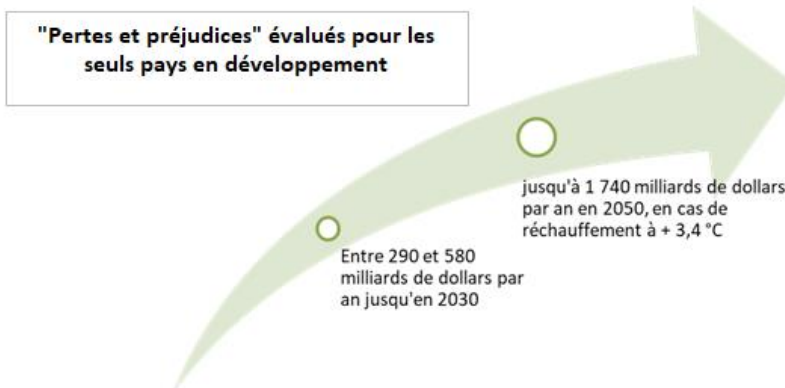 "Pertes et préjudices" évalués pour les
seuls pays en développement
jusqu'à 1 740 milliards de dollars
par an en 2050, en cas de
réchauffement à + 3,4 °C
Entre 290 et 580
milliards de dollars par
an jusqu'en 2030